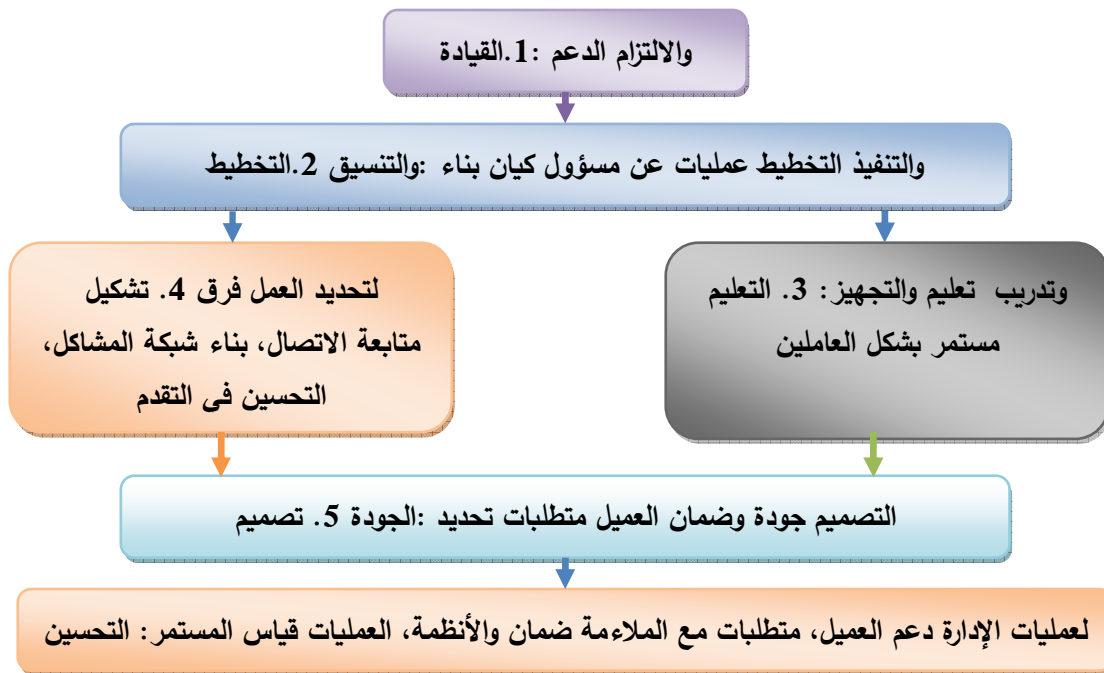 القيادة.1: الدعم والالتزام
التخطيط.2 والتنسيق: بناء كيان مسؤول عن عمليات التخطيط والتنفيذ
التعليم .3 والتجهيز: تعليم وتدريب
العاملين بشكل مستمر
تشكيل .4 فرق العمل لتحديد
المشاكل، بناء شبكة الاتصال، متابعة
التقدم فى التحسين
تصميم .5 الجودة: تحديد متطلبات العميل وضمان جودة التصميم
التحسين المستمر: قياس العمليات والأنظمة، ضمان الملاءمة مع متطلبات العميل، دعم الإدارة لعمليات